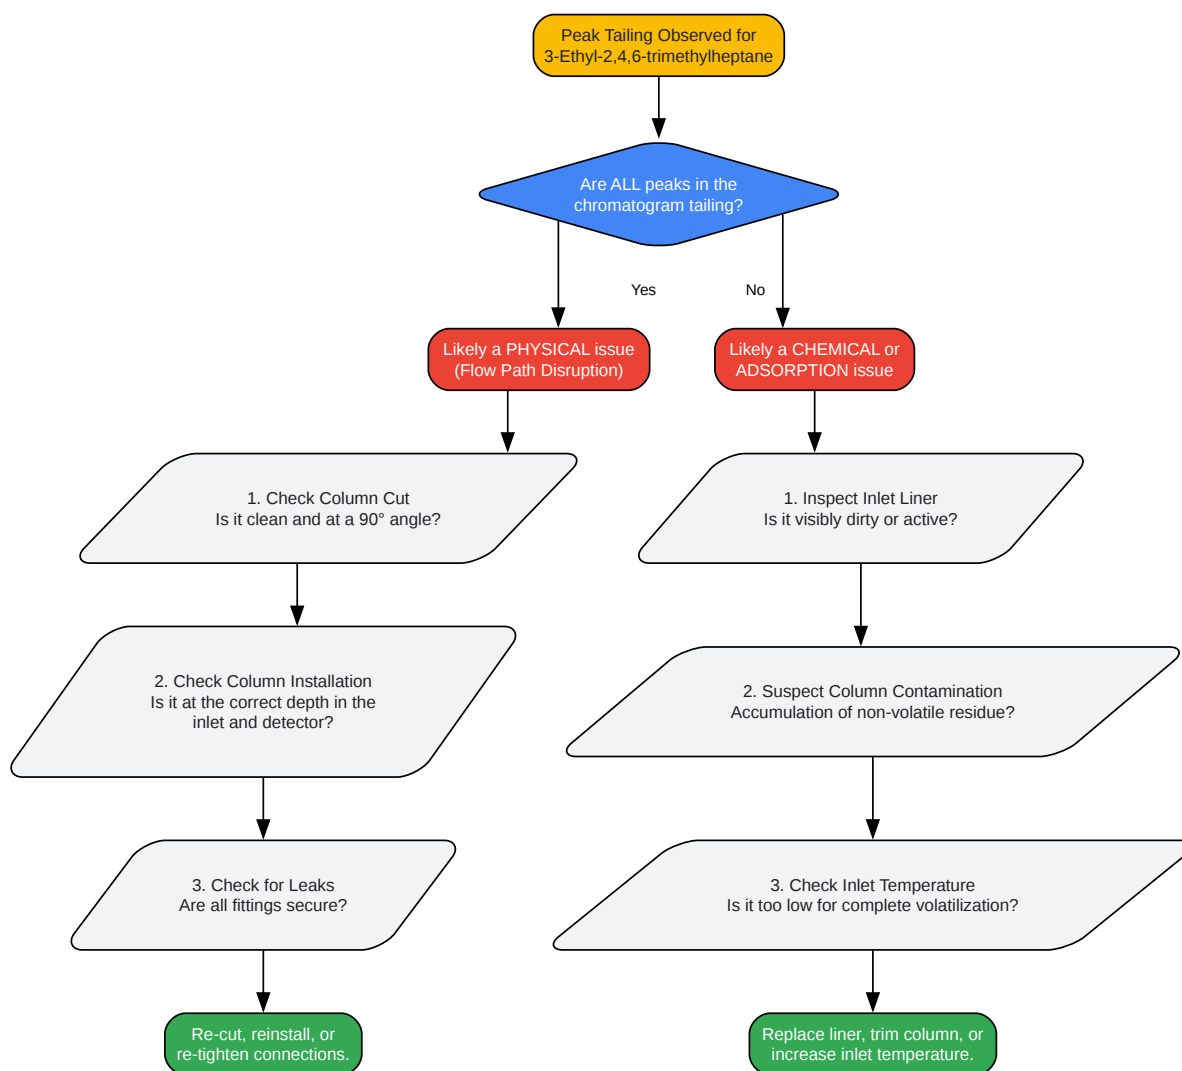 Peak Tailing Observed for
3-Ethyl-2,4,6-trimethylheptane
Are ALL peaks in the
chromatogram tailing?
Yes
No
Likely a PHYSICAL issue
(Flow Path Disruption)
Likely a CHEMICAL or
ADSORPTION issue
1. Check Column Cut
Is it clean and at a 90° angle?
1. Inspect Inlet Liner
Is it visibly dirty or active?
2. Check Column Installation
Is it at the correct depth in the
inlet and detector?
2. Suspect Column Contamination
Accumulation of non-volatile residue?
3. Check for Leaks
Are all fittings secure?
3. Check Inlet Temperature
Is it too low for complete volatilization?
Re-cut, reinstall, or
re-tighten connections.
Replace liner, trim column, or
increase inlet temperature.